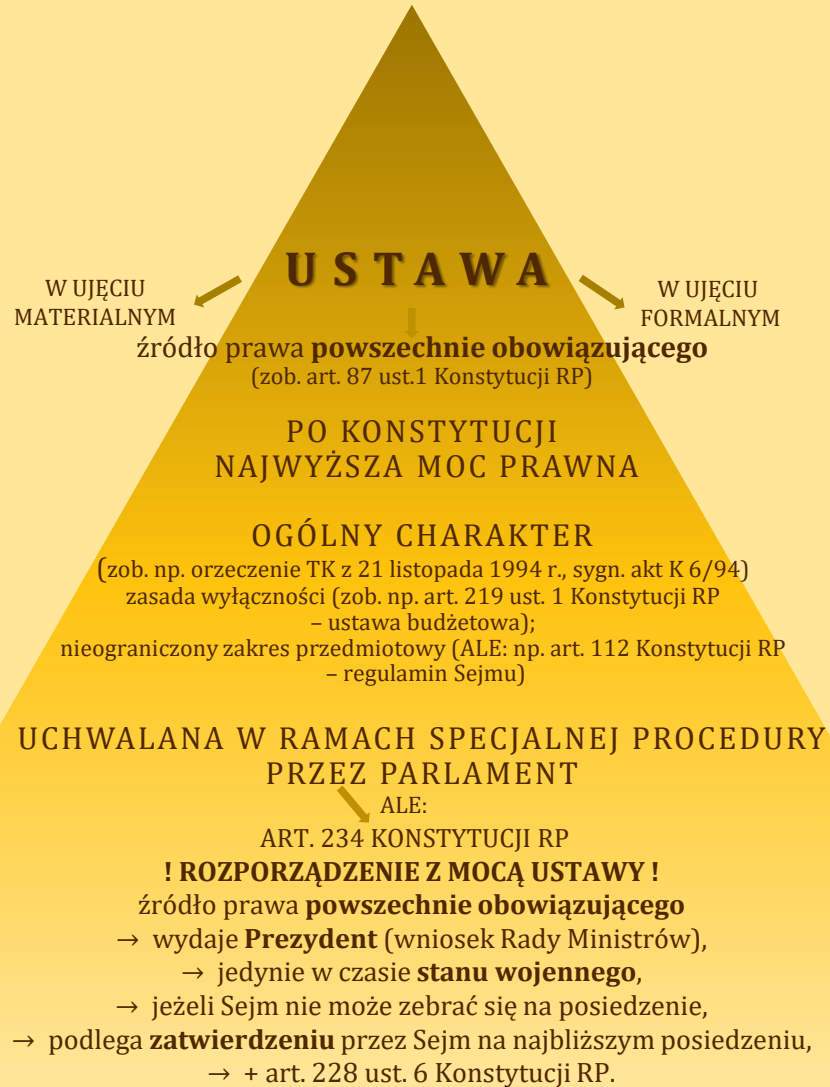 U S T A W A
W UJĘCIU
MATERIALNYM
W UJĘCIU
FORMALNYM
źródło prawa powszechnie obowiązującego
(zob. art. 87 ust.1 Konstytucji RP)
PO KONSTYTUCJI
NAJWYŻSZA MOC PRAWNA
OGÓLNY CHARAKTER
(zob. np. orzeczenie TK z 21 listopada 1994 r., sygn. akt K 6/94)
zasada wyłączności (zob. np. art. 219 ust. 1 Konstytucji RP
– ustawa budżetowa);
nieograniczony zakres przedmiotowy (ALE: np. art. 112 Konstytucji RP
– regulamin Sejmu)
UCHWALANA W RAMACH SPECJALNEJ PROCEDURY
PRZEZ PARLAMENT
ALE:
ART. 234 KONSTYTUCJI RP
! ROZPORZĄDZENIE Z MOCĄ USTAWY !
źródło prawa powszechnie obowiązującego
→ wydaje Prezydent (wniosek Rady Ministrów),
→ jedynie w czasie stanu wojennego,
→ jeżeli Sejm nie może zebrać się na posiedzenie,
→ podlega zatwierdzeniu przez Sejm na najbliższym posiedzeniu,
→ + art. 228 ust. 6 Konstytucji RP.